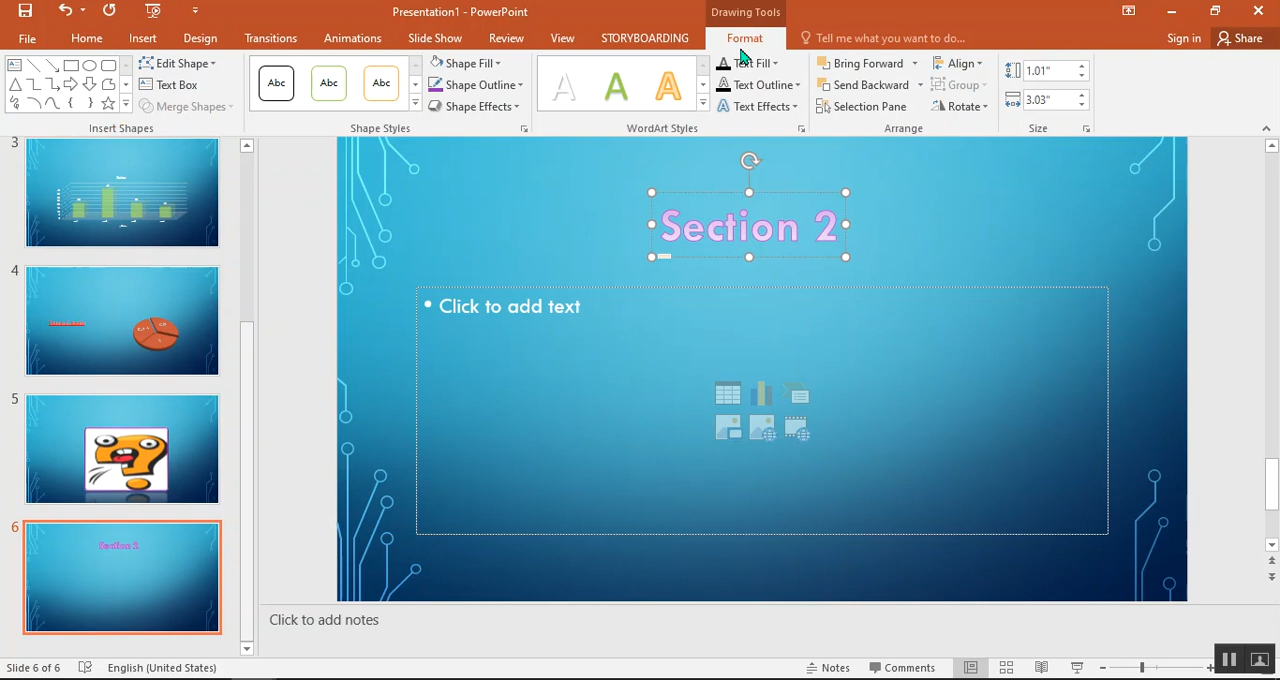 Presentation1 - PowerPoint
Drawing Tools
File
Home
Insert
Design
Transitions
Animations
Slide Show
Review
View
STORYBOARDING
Format
Tell me what you want to do...
Sign in
Share
Edit Shape
Text Box
Merge Shapes
Insert Shapes
Abc
Abc
Abc
Shape Fill
Shape Outline
Shape Effects
Shape Styles
A
A
A
Text Fill
Text Outline
Text Effects
WordArt Styles
Bring Forward
Send Backward
Selection Pane
Align
Group
Rotate
Arrange
1.01"
3.03"
Size
3
4
5
6
Section 2
Section 2
• Click to add text
Click to add notes
Slide 6 of 6
English (United States)
Notes
Comments